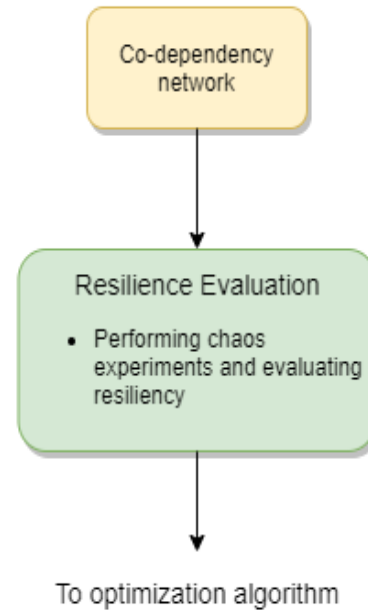 Co-dependency
network
Resilience Evaluation
• Performing chaos
experiments and evaluating
resiliency
To optimization algorithm